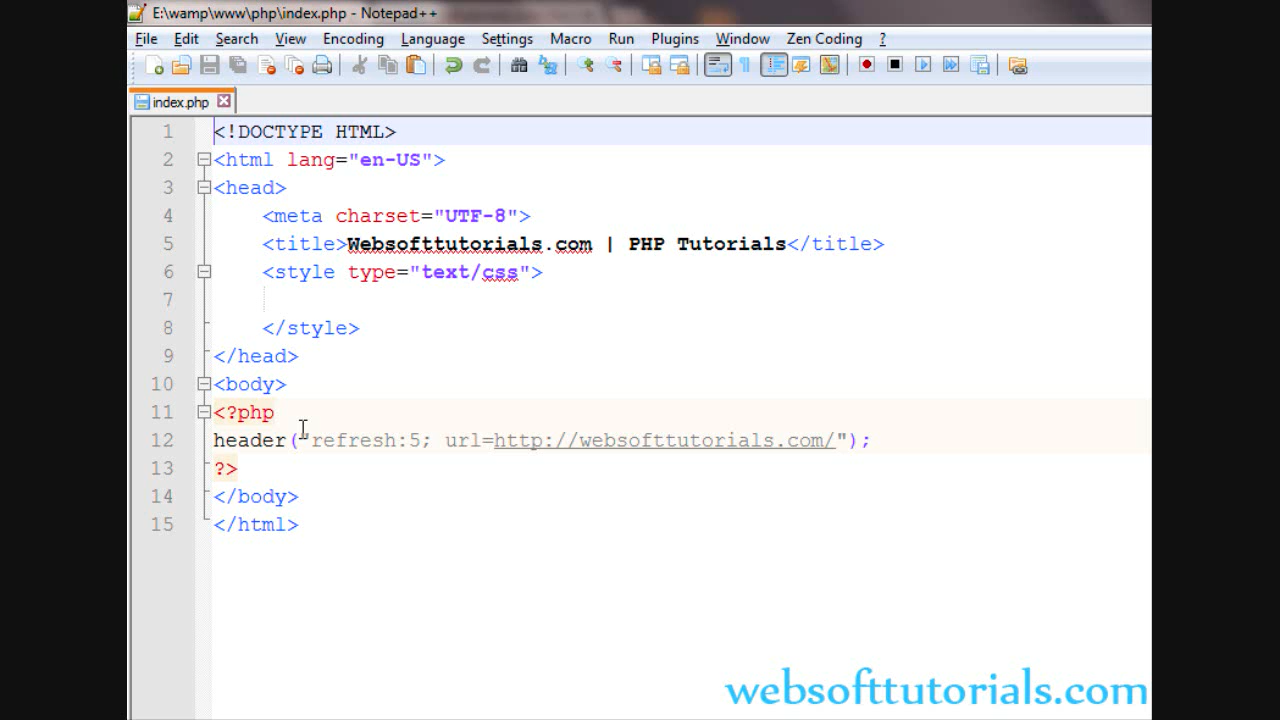 E:\wamp\www\php\index.php - Notepad++
File Edit Search View Encoding Language Settings Macro Run Plugins Window Zen Coding ?
index.php
1 <!DOCTYPE HTML>
2 <html lang="en-US">
3 <head>
4 <meta charset="UTF-8">
5 <title>Websofttutorials.com | PHP Tutorials</title>
6 <style type="text/css">
7
8 </style>
9 </head>
10 <body>
11 <?php
12 header("refresh:5; url=http://websofttutorials.com/");
13 ?>
14 </body>
15 </html>
websofttutorials.com